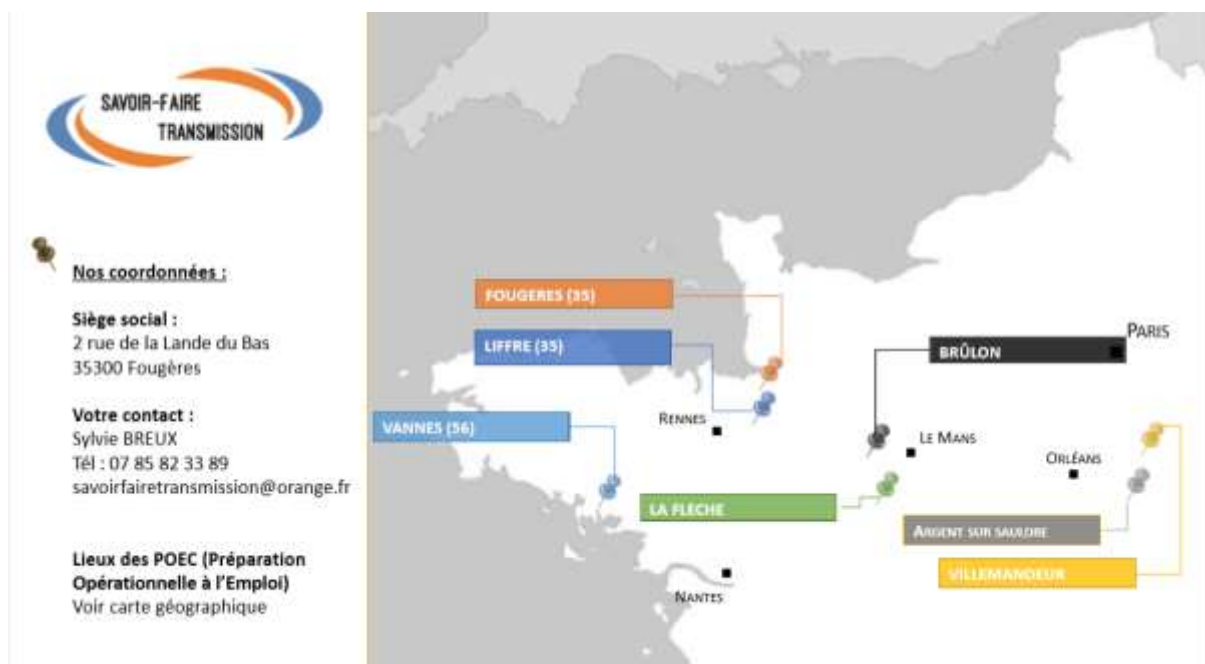 SAVOIR-FAIRE
TRANSMISSION
Nos coordonnées :
Siège social :
2 rue de la Lande du Bas
35300 Fougères
Votre contact :
Sylvie BREUX
Tél : 07 85 82 33 89
savoirfairetransmission@orange.fr
Lieux des POEC (Préparation
Opérationnelle à l'Emploi)
Voir carte géographique
FOUGERES (35)
LIFFRE (35)
VANNES (56)
RENNES
BRÛLON
PARIS
LE MANS
ORLÉANS
LA FLECHE
ARGENT SUR SAULDRE
VILLEMANDEUR
NANTES